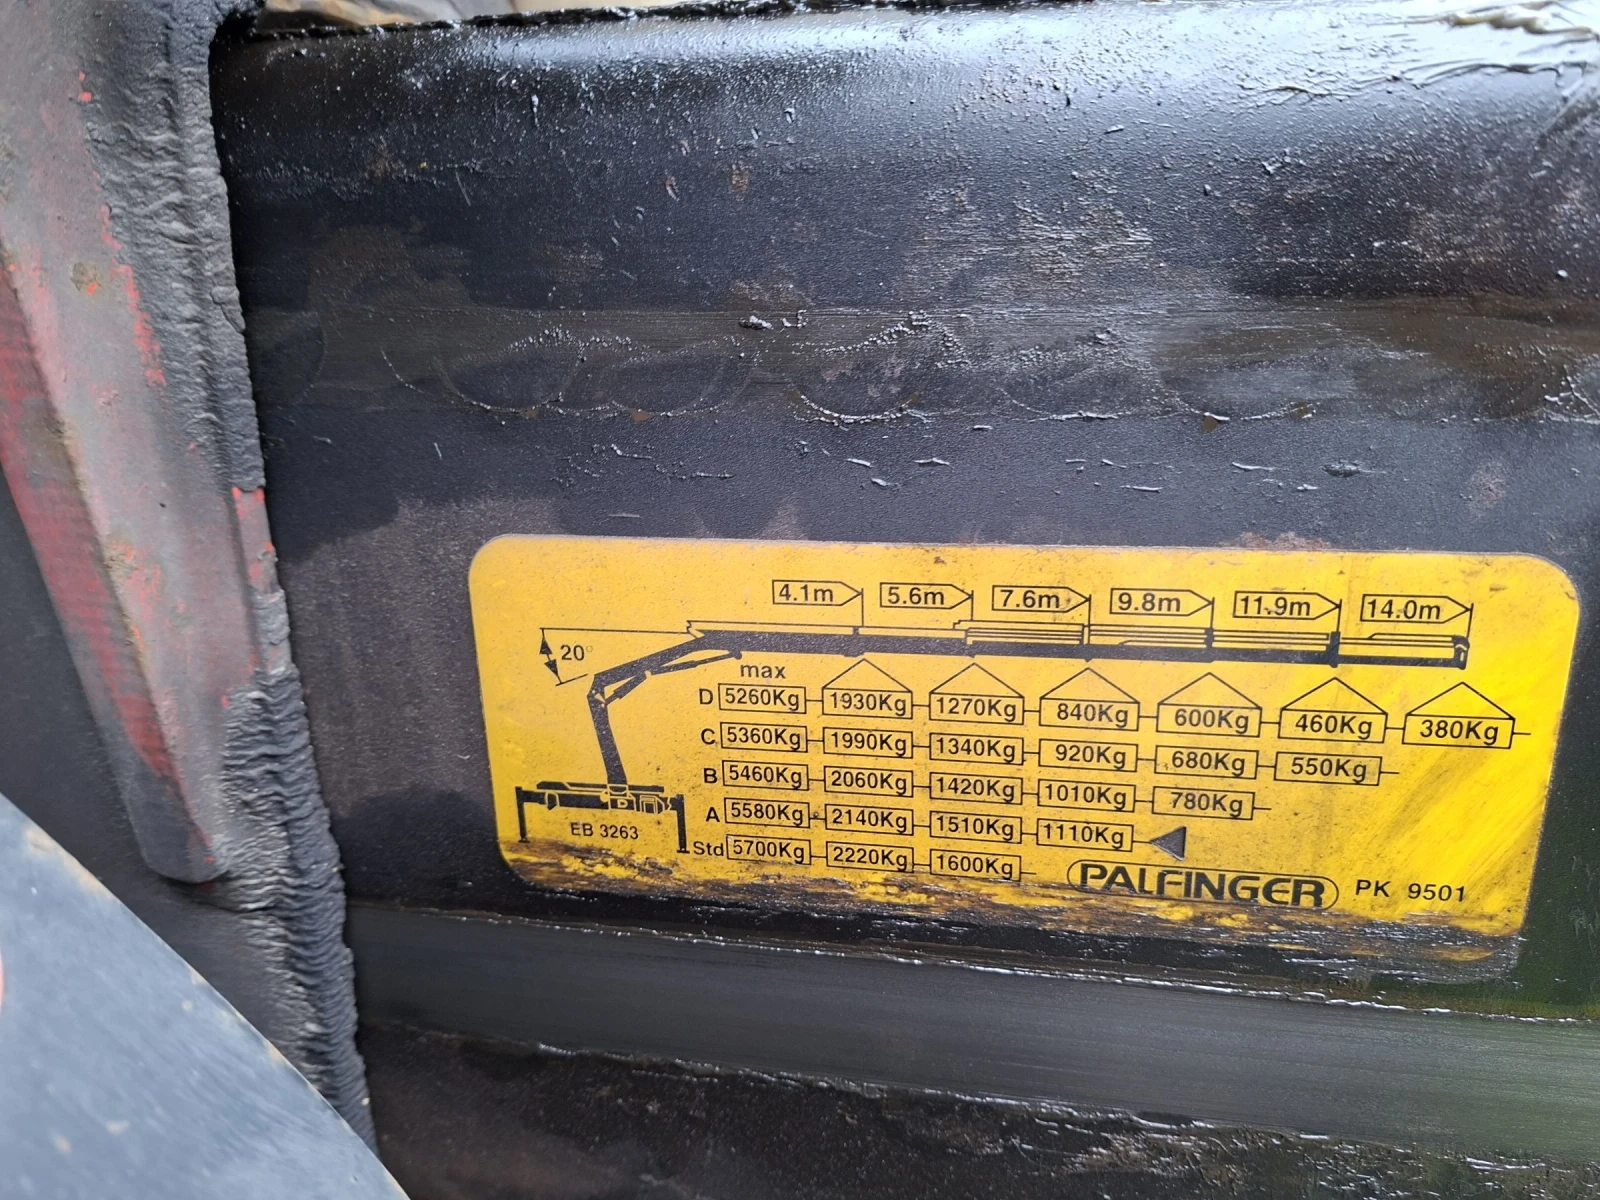 4.1m 5.6m 7.6m 9.8m 11.9m 14.0m
20°
max
D 5260Kg 1930Kg 1270Kg 840Kg 600Kg 460Kg 380Kg
C 5360Kg 1990Kg 1340Kg 920Kg 680Kg 550Kg
B 5460Kg 2060Kg 1420Kg 1010Kg 780Kg
A 5580Kg 2140Kg 1510Kg 1110Kg
Std 5700Kg 2220Kg 1600Kg
D
EB 3263
PALFINGER PK 9501